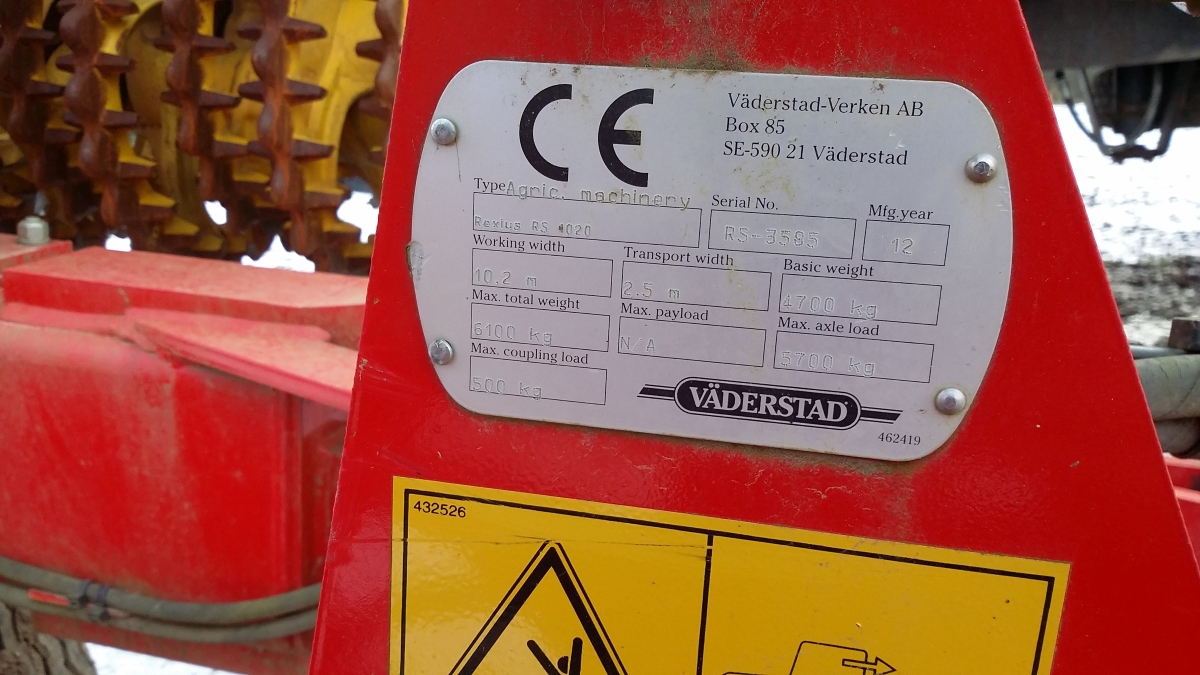 CE
Väderstad-Verken AB
Box 85
SE-590 21 Väderstad
Type Agric. machinery
Rexius RS 1020
Serial No.
RS-3585
Mfg.year
12
Working width
10.2 m
Transport width
2.5 m
Basic weight
4700 kg
Max. total weight
6100 kg
Max. payload
N/A
Max. axle load
5700 kg
Max. coupling load
500 kg
VÄDERSTAD
462419
432526